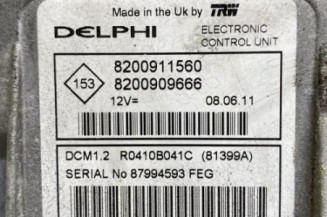 Made in the Uk by TRW
DELPHI ELECTRONIC CONTROL UNIT
153
8200911560
8200909666
12V= 08.06.11
DCM1.2 R0410B041C (81399A)
SERIAL No 87994593 FEG